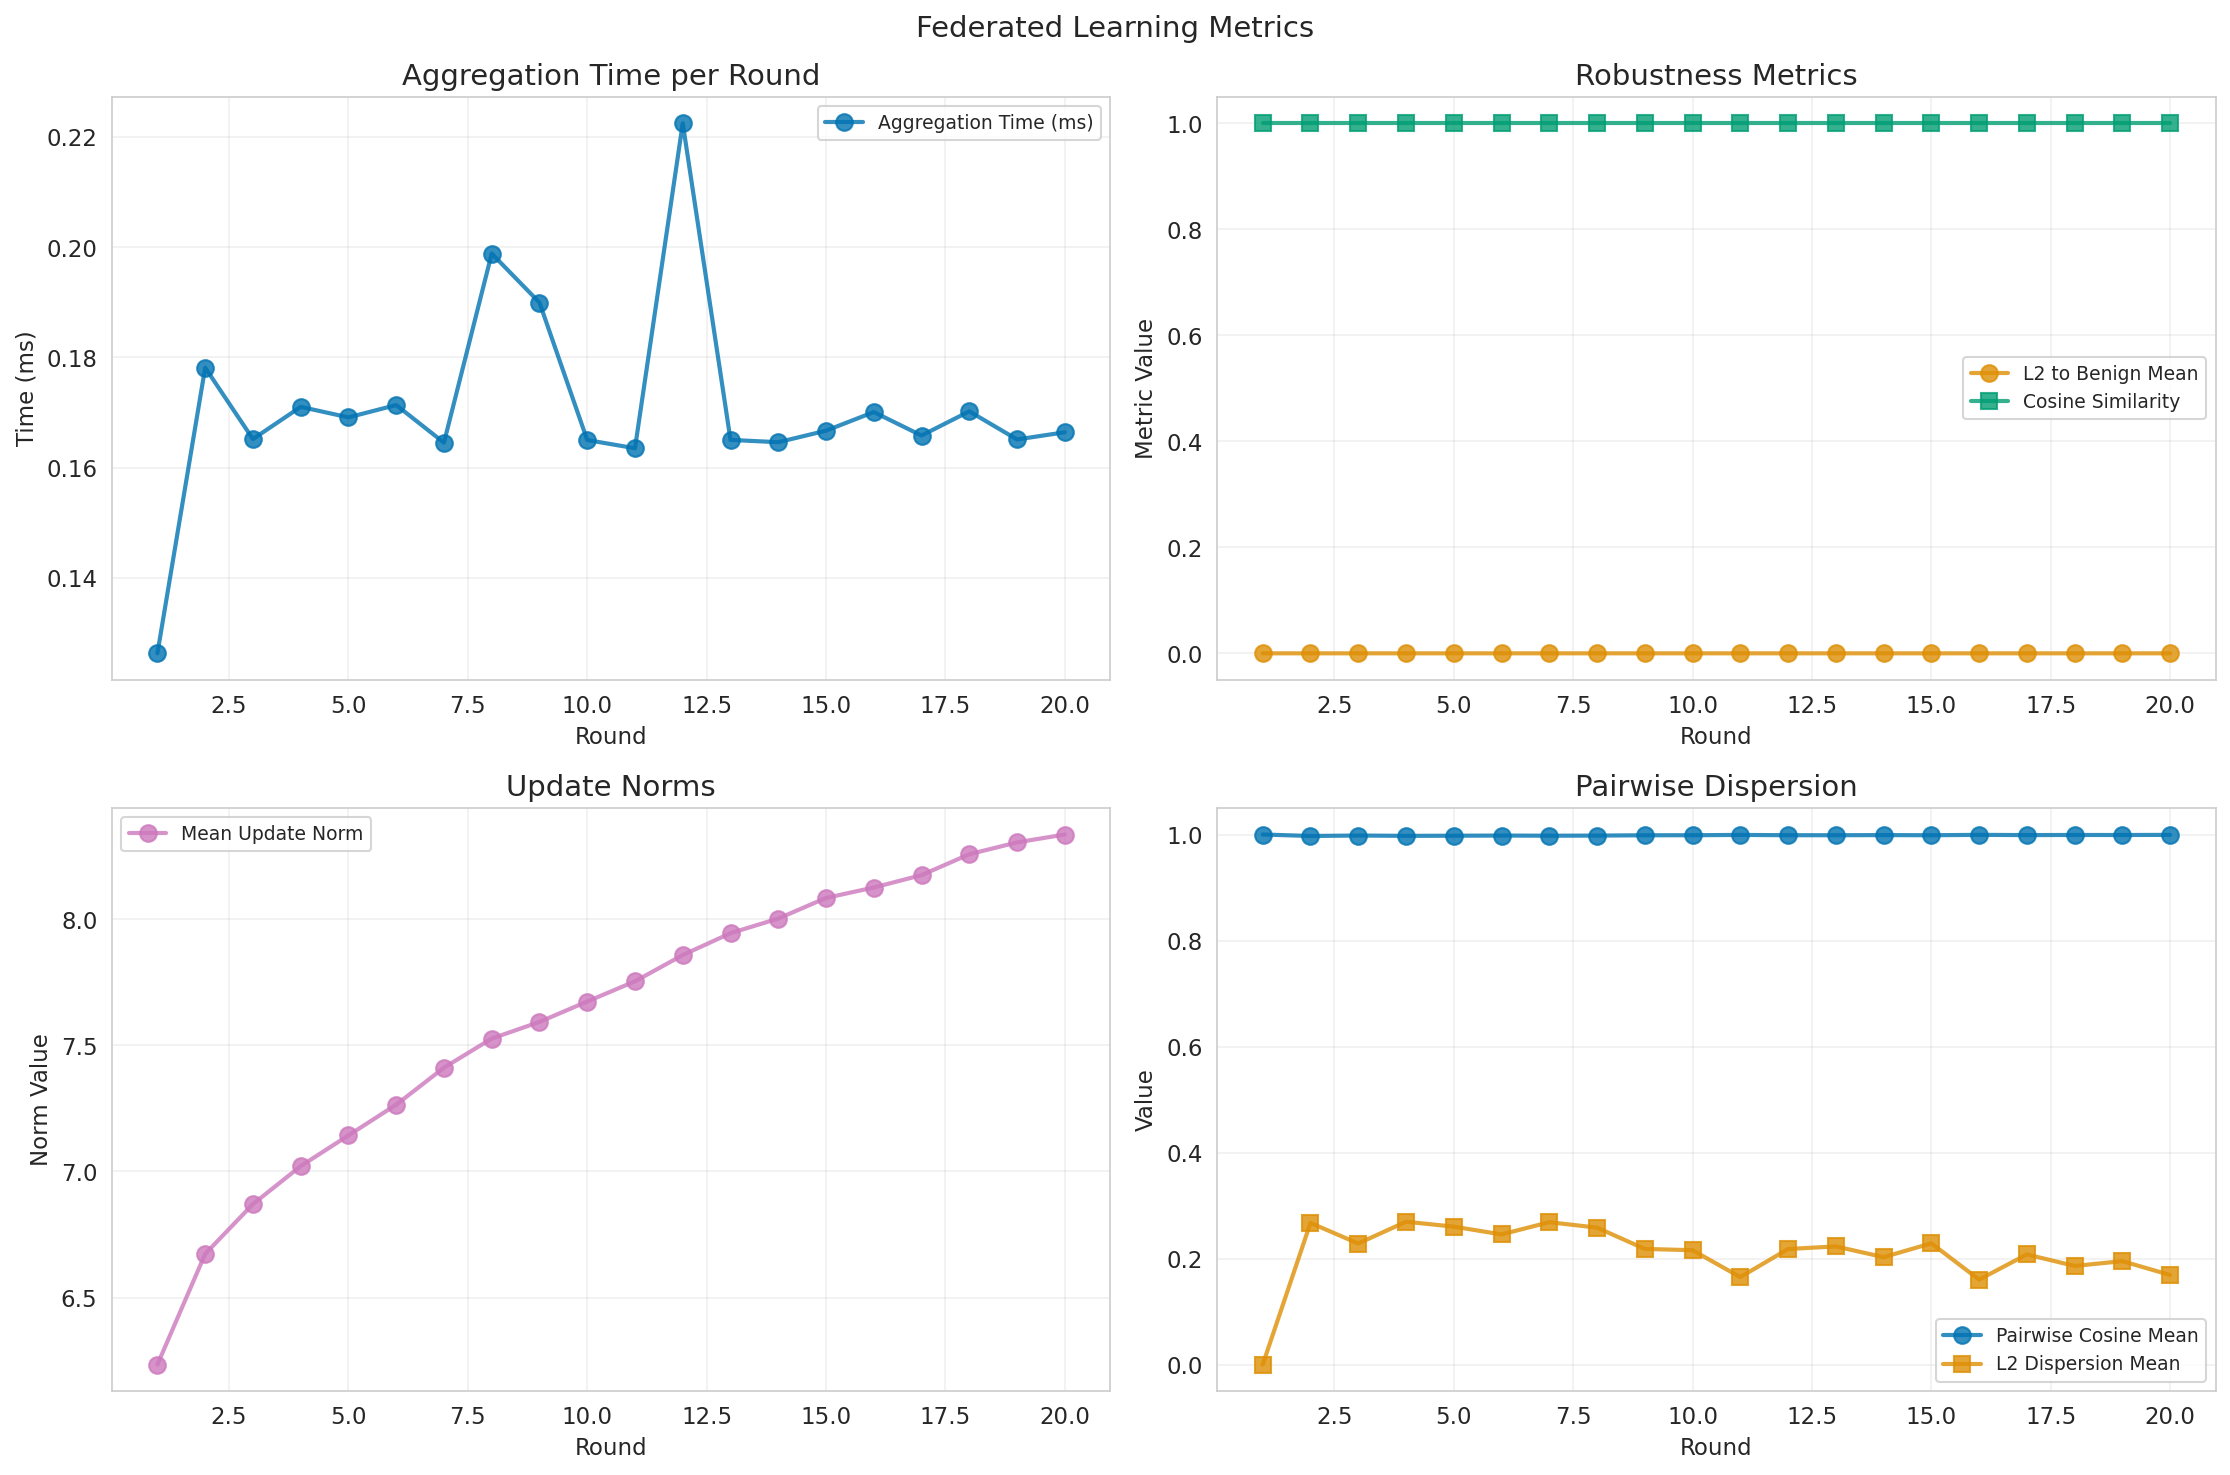 Federated Learning Metrics
Aggregation Time per Round
Aggregation Time (ms)
Time (ms)
0.22
0.20
0.18
0.16
0.14
2.5 5.0 7.5 10.0 12.5 15.0 17.5 20.0
Round
Robustness Metrics
L2 to Benign Mean
Cosine Similarity
Metric Value
1.0
0.8
0.6
0.4
0.2
0.0
2.5 5.0 7.5 10.0 12.5 15.0 17.5 20.0
Round
Update Norms
Mean Update Norm
Norm Value
8.0
7.5
7.0
6.5
2.5 5.0 7.5 10.0 12.5 15.0 17.5 20.0
Round
Pairwise Dispersion
Pairwise Cosine Mean
L2 Dispersion Mean
Value
1.0
0.8
0.6
0.4
0.2
0.0
2.5 5.0 7.5 10.0 12.5 15.0 17.5 20.0
Round